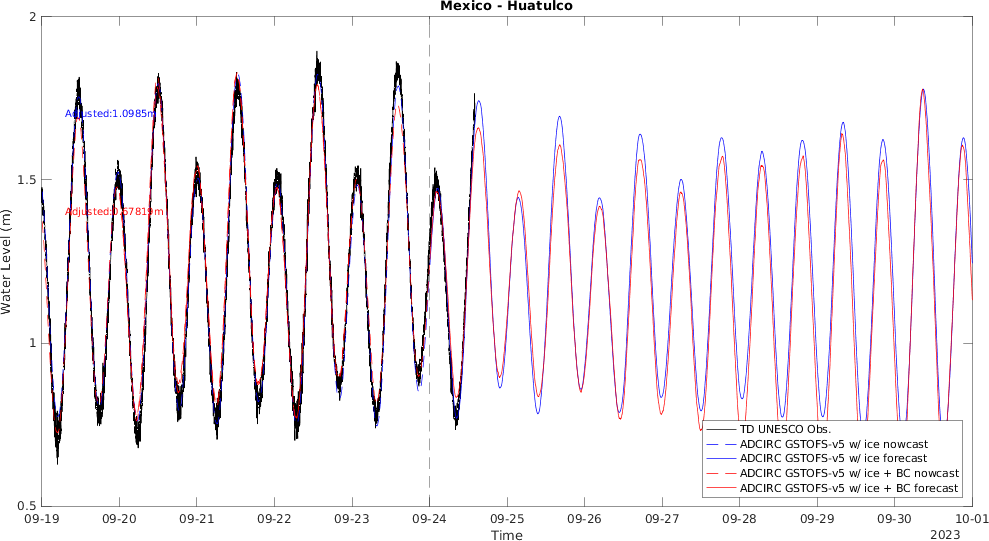 Mexico - Huatulco
2
1.5
1
0.5
Water Level (m)
Adjusted:1.0985m
Adjusted:0.67819m
TD UNESCO Obs.
ADCIRC GSTOFS-v5 w/ ice nowcast
ADCIRC GSTOFS-v5 w/ ice forecast
ADCIRC GSTOFS-v5 w/ ice + BC nowcast
ADCIRC GSTOFS-v5 w/ ice + BC forecast
09-19 09-20 09-21 09-22 09-23 09-24 09-25 09-26 09-27 09-28 09-29 09-30 10-01
Time
2023